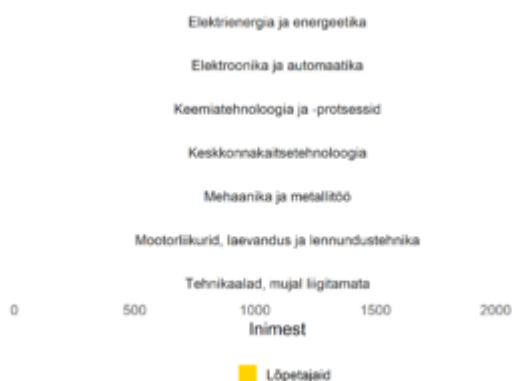 Elektrienergia ja energeetika
Elektroonika ja automaatika
Keemiatehnoloogia ja -protsessid
Keskkonnakaitsetehnoloogia
Mehaanika ja metallitöö
Mootorliikurid, laevandus ja lennundustehnika
Tehnikaalad, mujal liigitamata
0 500 1000 1500 2000
Inimest
Lõpetajaid